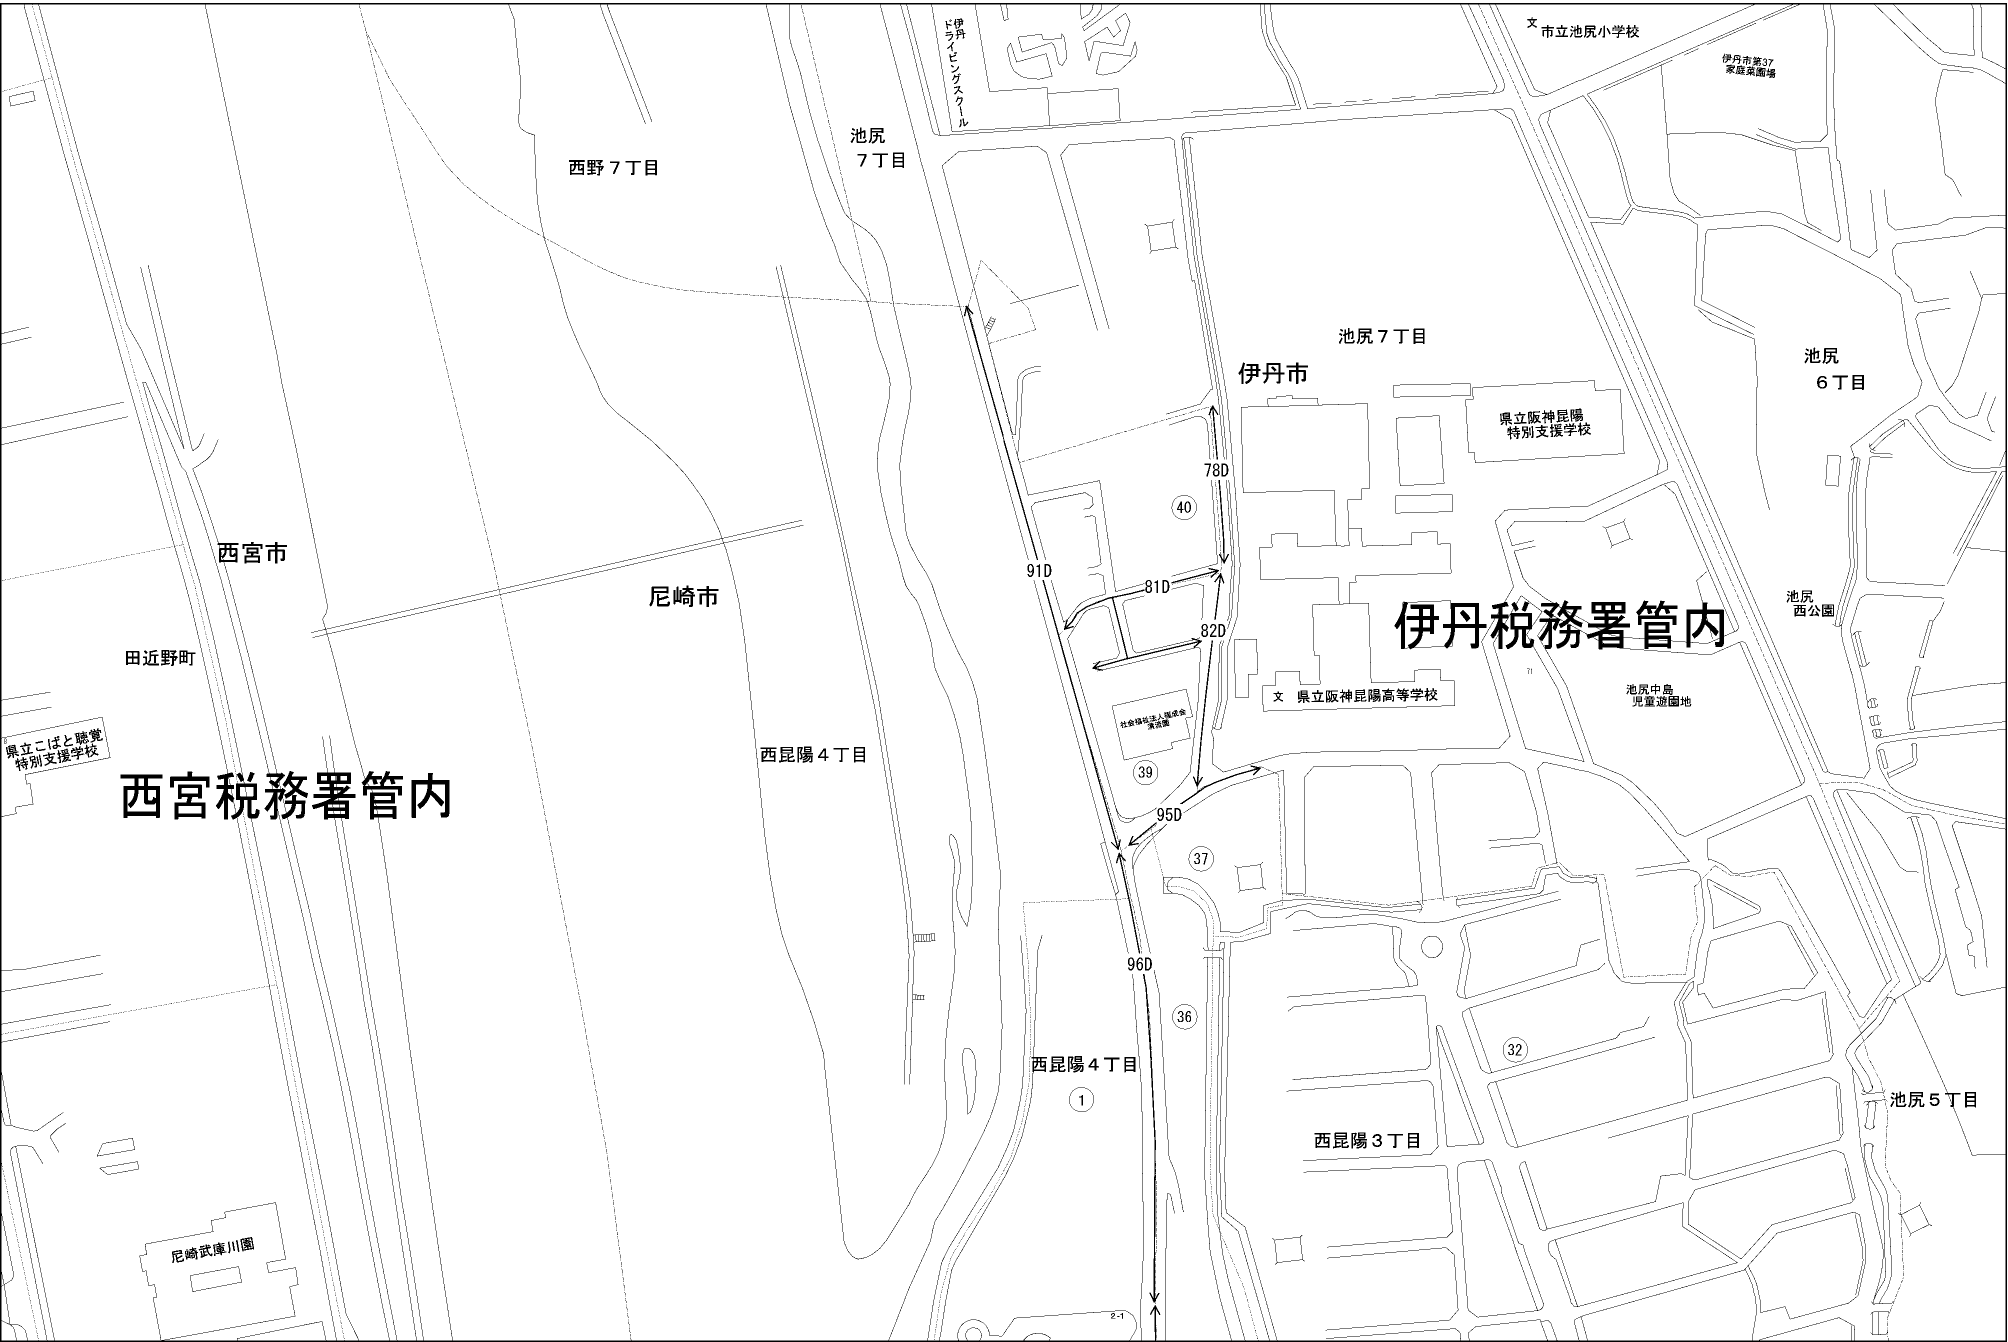 文 市立池尻小学校
伊丹
ドライビングスクール
伊丹市第37
家庭菜園場
池尻
7丁目
西野7丁目
池尻7丁目
伊丹市
池尻
6丁目
県立阪神昆陽
特別支援学校
78D
40
西宮市
尼崎市
91D
81D
82D
池尻
西公園
伊丹税務署管内
田近野町
文 県立阪神昆陽高等学校
池尻中島
児童遊園地
社会福祉法人陽成会
県立こばと聴覚
特別支援学校
西昆陽4丁目
39
西宮税務署管内
95D
37
96D
36
32
西昆陽4丁目
1
池尻5丁目
西昆陽3丁目
尼崎武庫川園
2-1